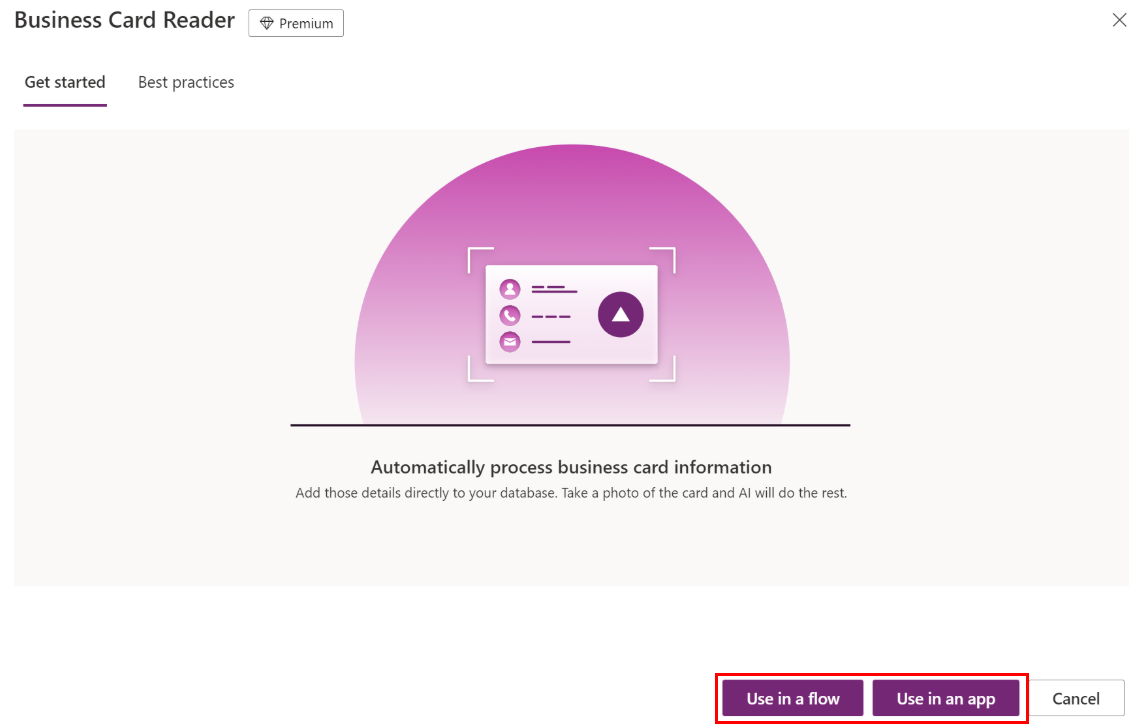 Business Card Reader
Premium
Get started
Best practices
Automatically process business card information
Add those details directly to your database. Take a photo of the card and AI will do the rest.
Use in a flow
Use in an app
Cancel